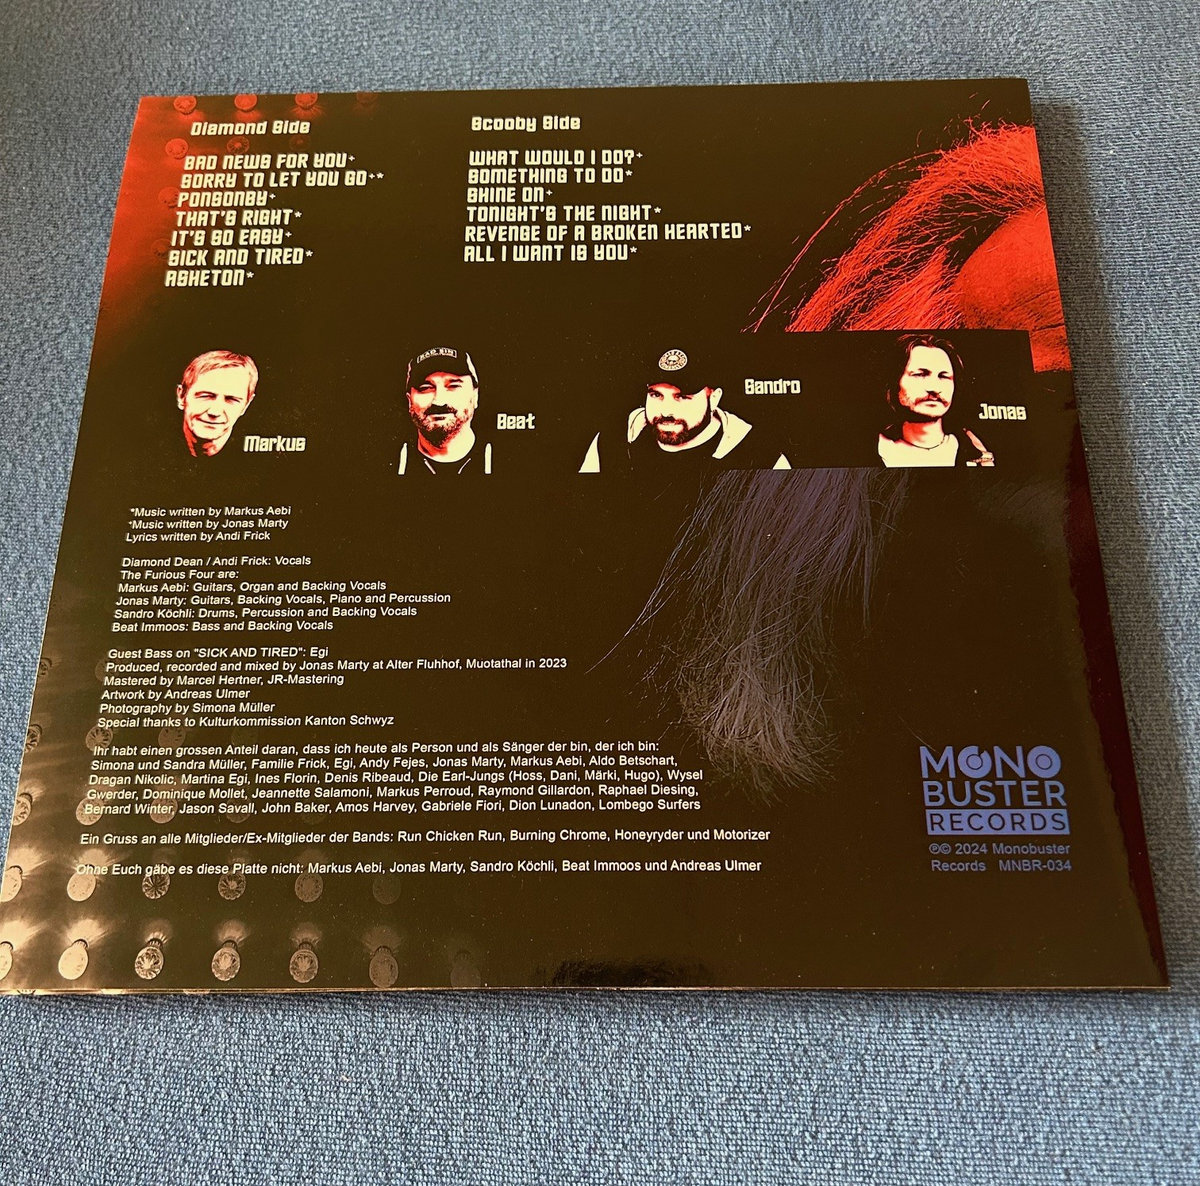 Diamond Side
BAD NEWS FOR YOU+
SORRY TO LET YOU GO+*
PONSONBY+
THAT'S RIGHT*
IT'S SO EASY+
SICK AND TIRED*
ASHETON*
Scooby Side
WHAT WOULD I DO?+
SOMETHING TO DO*
SHINE ON+
TONIGHT'S THE NIGHT*
REVENGE OF A BROKEN HEARTED*
ALL I WANT IS YOU*
Markus
BAD SIN
Beat
Sandro
Jonas
*Music written by Markus Aebi
+Music written by Jonas Marty
Lyrics written by Andi Frick
Diamond Dean / Andi Frick: Vocals
The Furious Four are:
Markus Aebi: Guitars, Organ and Backing Vocals
Jonas Marty: Guitars, Backing Vocals, Piano and Percussion
Sandro Köchli: Drums, Percussion and Backing Vocals
Beat Immoos: Bass and Backing Vocals
Guest Bass on "SICK AND TIRED": Egi
Produced, recorded and mixed by Jonas Marty at Alter Fluhhof, Muotathal in 2023
Mastered by Marcel Hertner, JR-Mastering
Artwork by Andreas Ulmer
Photography by Simona Müller
Special thanks to Kulturkommission Kanton Schwyz
Ihr habt einen grossen Anteil daran, dass ich heute als Person und als Sänger der bin, der ich bin:
Simona und Sandra Müller, Familie Frick, Egi, Andy Fejes, Jonas Marty, Markus Aebi, Aldo Betschart,
Dragan Nikolic, Martina Egi, Ines Florin, Denis Ribeaud, Die Earl-Jungs (Hoss, Dani, Märki, Hugo), Wysel
Gwerder, Dominique Mollet, Jeannette Salamoni, Markus Perroud, Raymond Gillardon, Raphael Diesing,
Bernard Winter, Jason Savall, John Baker, Amos Harvey, Gabriele Fiori, Dion Lunadon, Lombego Surfers
Ein Gruss an alle Mitglieder/Ex-Mitglieder der Bands: Run Chicken Run, Burning Chrome, Honeyryder und Motorizer
Ohne Euch gäbe es diese Platte nicht: Markus Aebi, Jonas Marty, Sandro Köchli, Beat Immoos und Andreas Ulmer
MONO
BUSTER
RECORDS
℗© 2024 Monobuster
Records MNBR-034